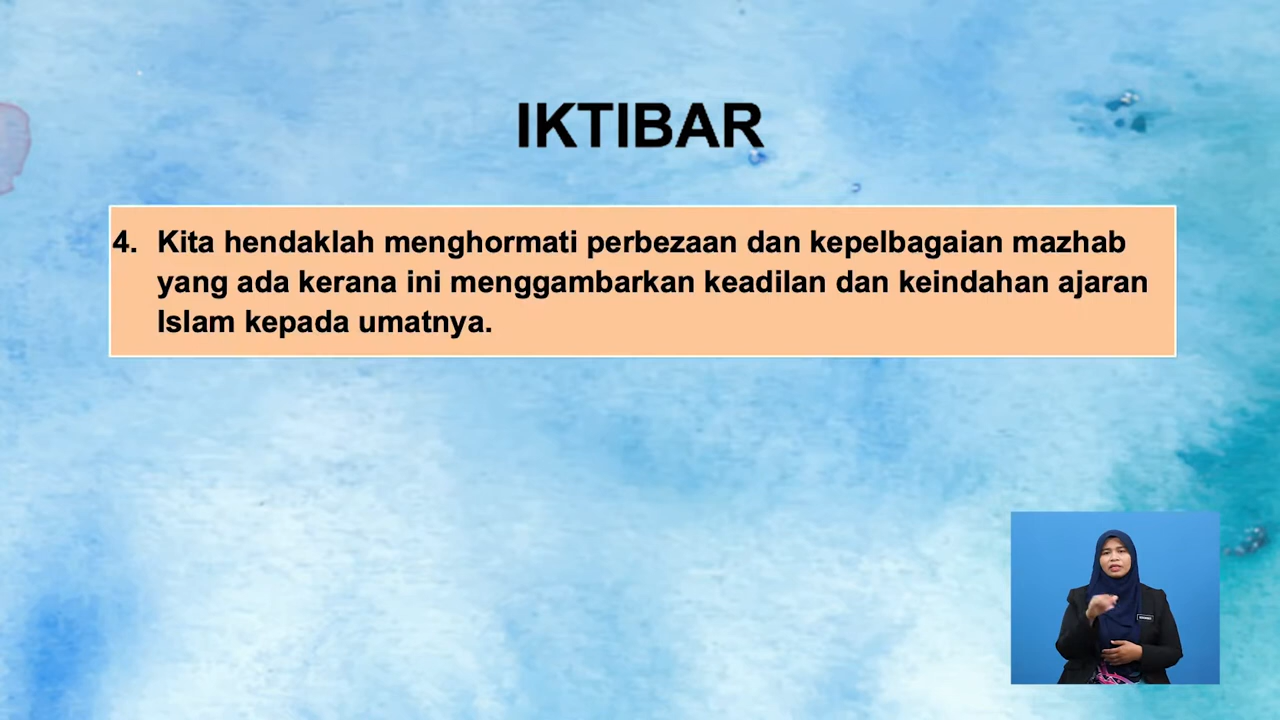 IKTIBAR
4. Kita hendaklah menghormati perbezaan dan kepelbagaian mazhab
yang ada kerana ini menggambarkan keadilan dan keindahan ajaran
Islam kepada umatnya.